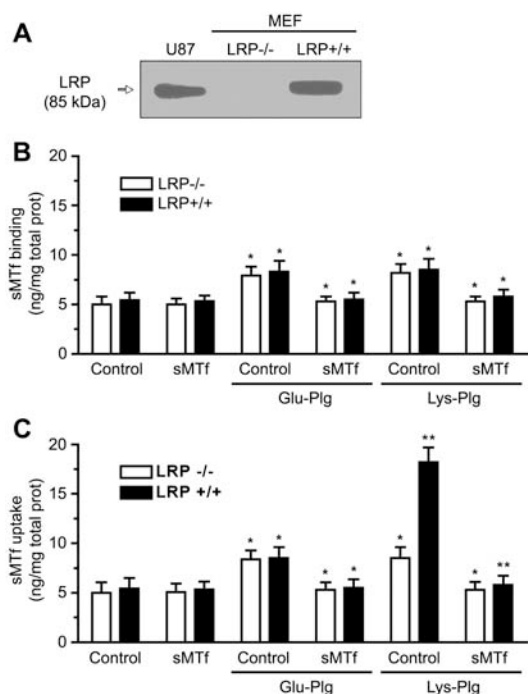 A
MEF
U87 LRP-/- LRP+/+
LRP
(85 kDa)
B
LRP-/-
LRP+/+
sMTf binding
(ng/mg total prot)
20
15
10
5
0
* * * * * * * *
Control sMTf Control sMTf Control sMTf
Glu-Plg Lys-Plg
C
LRP -/-
LRP +/+
sMTf uptake
(ng/mg total prot)
20
15
10
5
0
* * * * * ** * **
Control sMTf Control sMTf Control sMTf
Glu-Plg Lys-Plg